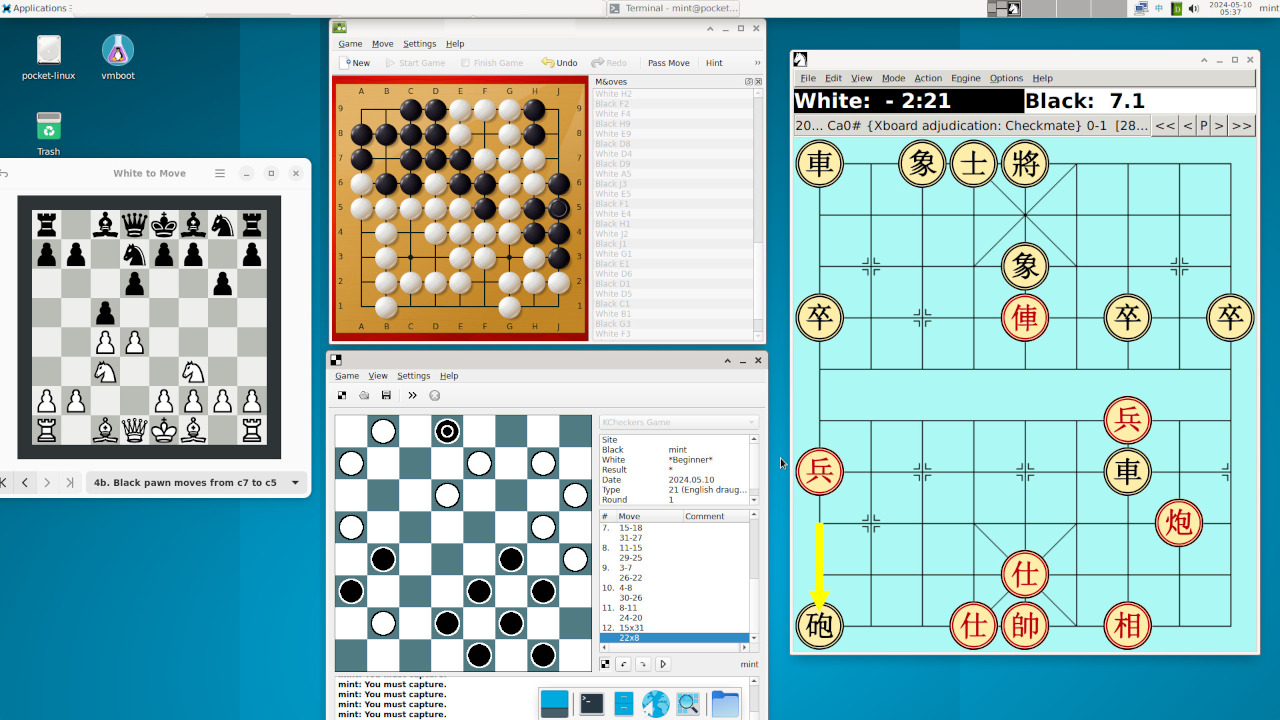 Applications
Terminal - mint@pocket...
中
2024-05-10
05:37
mint
pocket-linux
vmboot
Trash
White to Move
4b. Black pawn moves from c7 to c5
Game Move Settings Help
New Start Game Finish Game Undo Redo Pass Move Hint »
A B C D E F G H J
9 9
8 8
7 7
6 6
5 5
4 4
3 3
2 2
1 1
A B C D E F G H J
M&oves
White H2
Black F2
White F4
Black H9
White E9
Black D8
White D4
Black D9
White A5
Black J3
White E5
Black F1
White E4
Black H1
White J2
Black J1
White G1
Black E1
White D6
Black D1
White D5
Black C1
White B1
Black G3
White F3
Game View Settings Help
»
KCheckers Game
Site
Black mint
White *Beginner*
Result *
Date 2024.05.10
Type 21 (English draug...
Round 1
# Move Comment
7. 15-18
31-27
8. 11-15
29-25
9. 3-7
26-22
10. 4-8
30-26
11. 8-11
24-20
12. 15x31
22x8
mint
mint: You must capture.
mint: You must capture.
mint: You must capture.
mint: You must capture.
File Edit View Mode Action Engine Options Help
White: - 2:21 Black: 7.1
20... Ca0# {Xboard adjudication: Checkmate} 0-1 [28... << < P > >>
車 象 士 將
象
卒 俥 卒 卒
兵
兵 車
炮
仕
砲 仕 帥 相